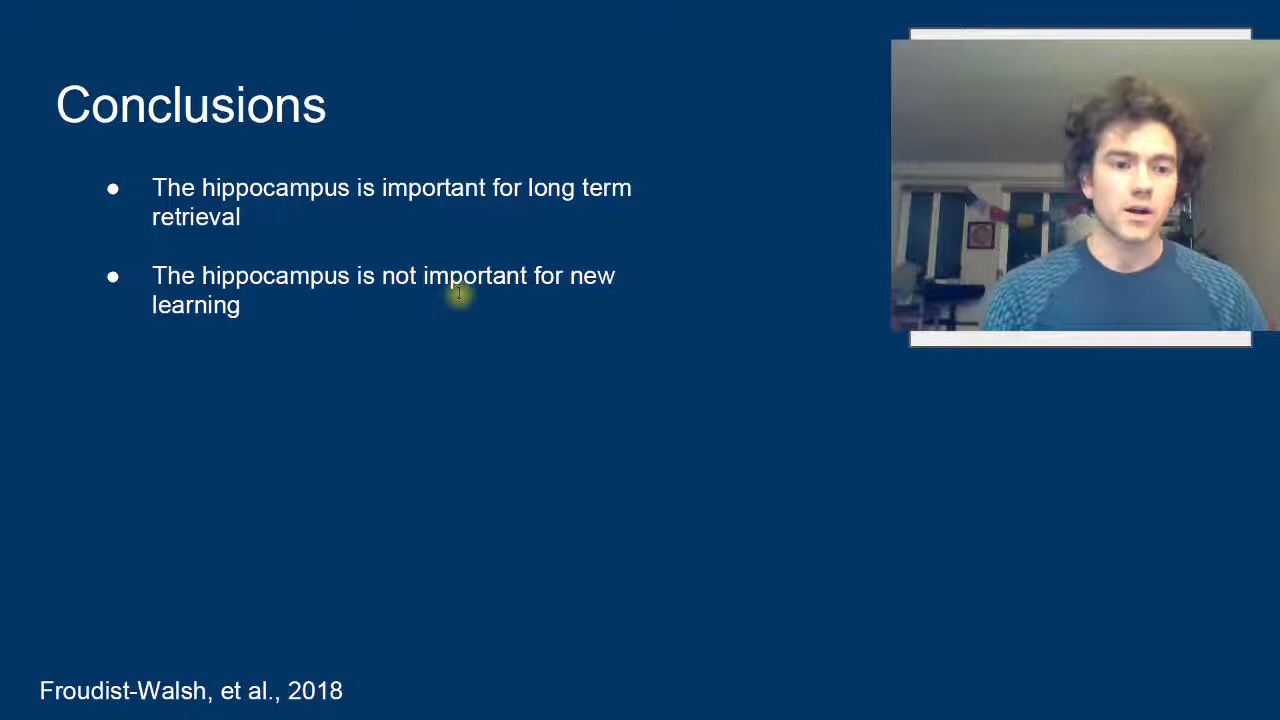 Conclusions
● The hippocampus is important for long term
retrieval
● The hippocampus is not important for new
learning
Froudist-Walsh, et al., 2018